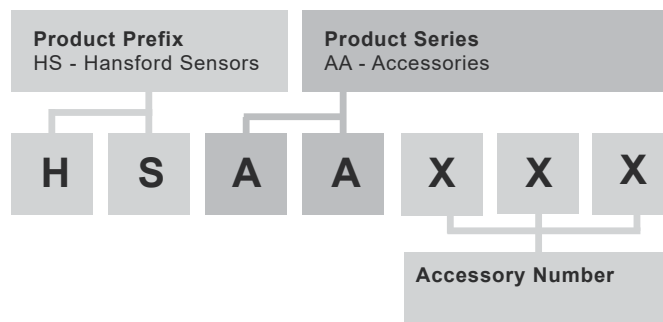 Product Prefix
HS - Hansford Sensors
Product Series
AA - Accessories
H S A A X X X
Accessory Number